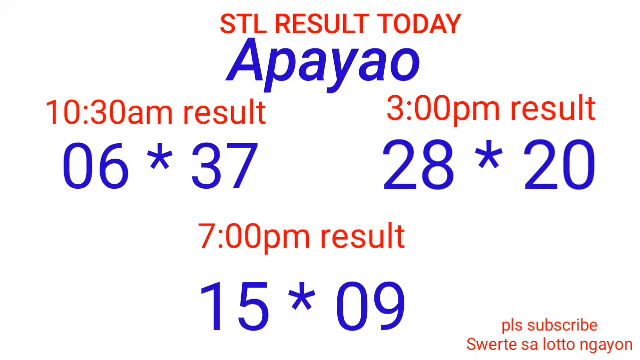 STL RESULT TODAY
Apayao
10:30am result
06 * 37
3:00pm result
28 * 20
7:00pm result
15 * 09
pls subscribe
Swerte sa lotto ngayon